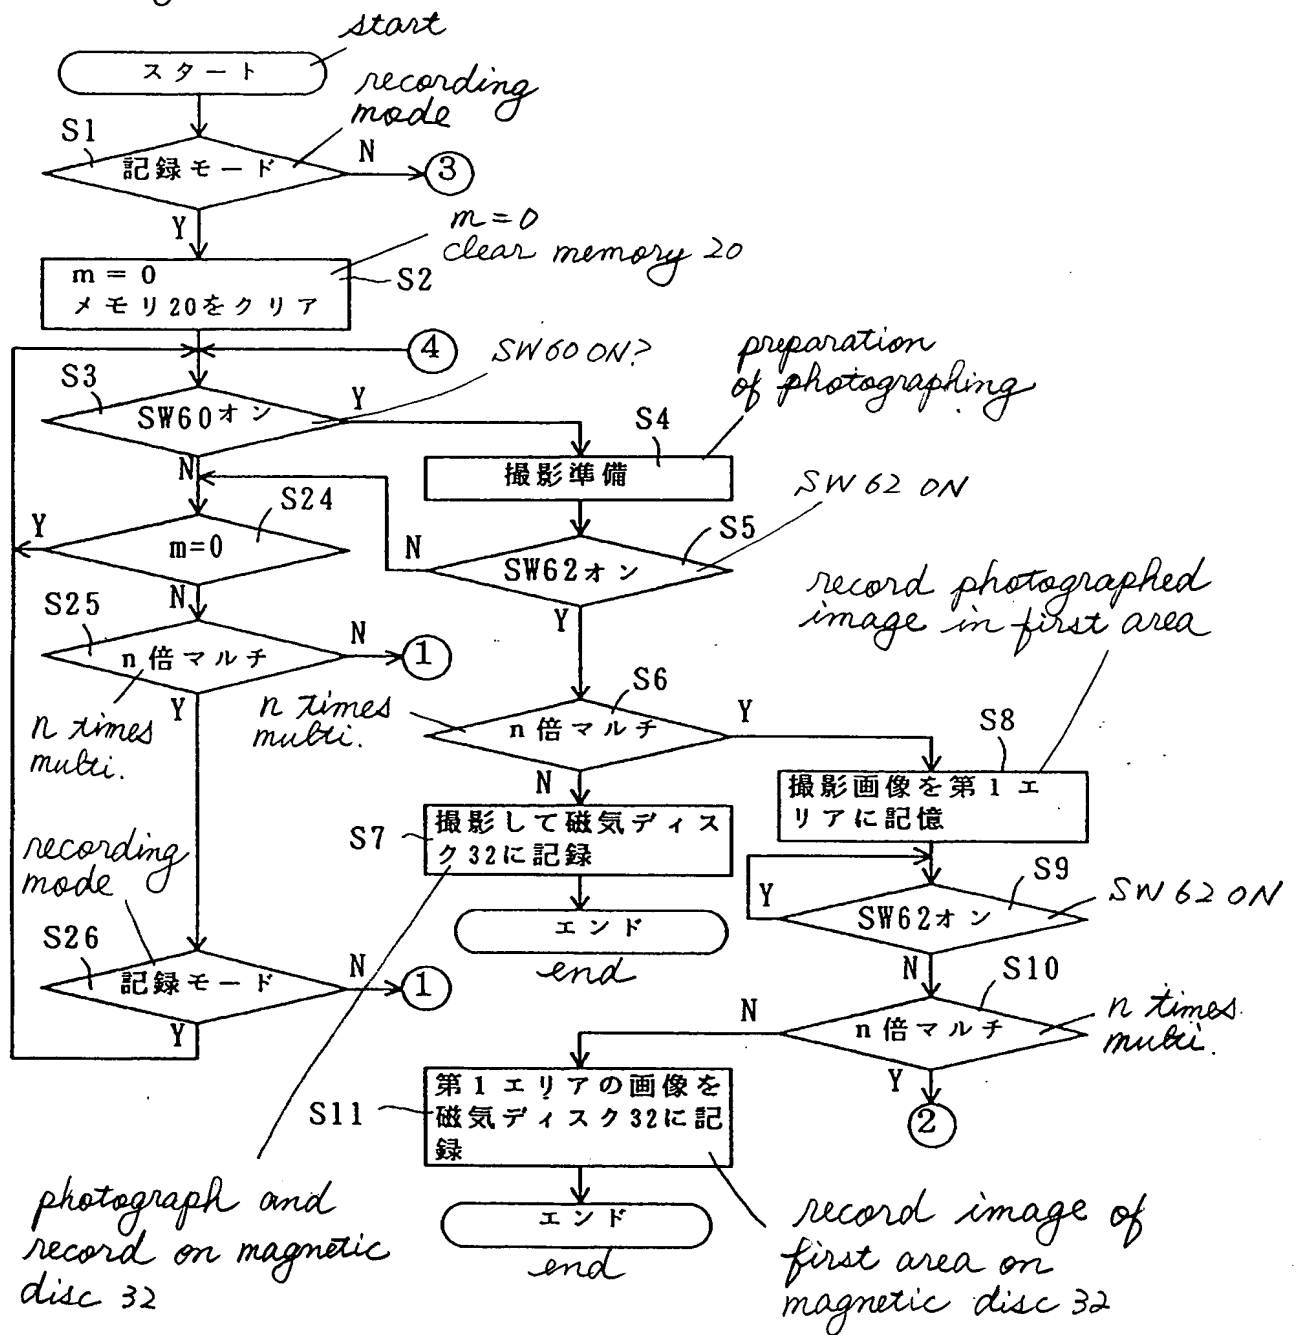 start
スタート
recording
mode
S1
記録モード
N
③
Y
m=0
clear memory 20
m=0
メモリ20をクリア
S2
④
SW60 ON?
preparation
of photographing
S3
SW60オン
Y
S4
N
撮影準備
SW62 ON
S24
Y
m=0
S5
N
SW62オン
record photographed
image in first area
N
S25
Y
n倍マルチ
N
①
S6
Y
n times
multi.
n times
multi.
n倍マルチ
Y
S8
N
撮影画像を第1エ
リアに記憶
S7
撮影して磁気ディス
ク32に記録
recording
mode
S9
Y
SW62オン
SW62 ON
エンド
end
S26
記録モード
N
①
N
S10
Y
N
n倍マルチ
n times
multi.
Y
②
S11
第1エリアの画像を
磁気ディスク32に記
録
photograph and
record on magnetic
disc 32
エンド
end
record image of
first area on
magnetic disc 32